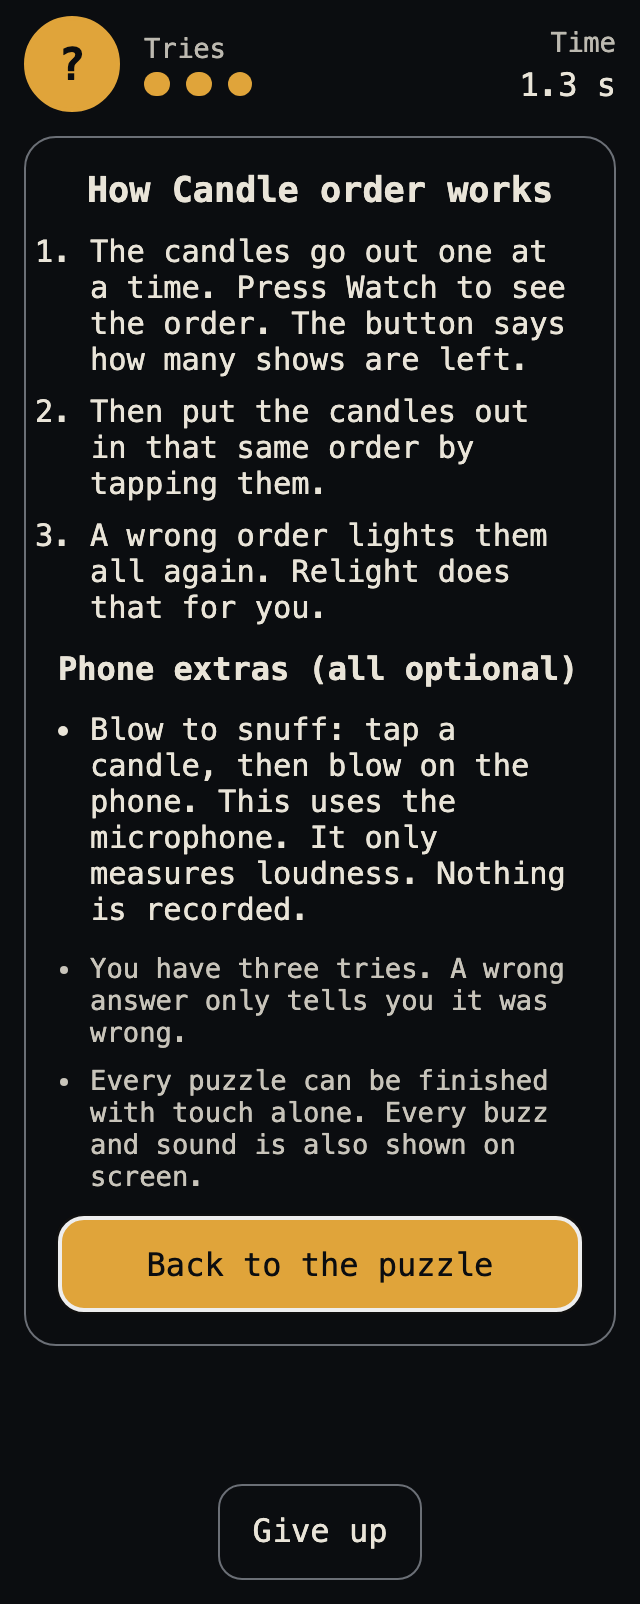 ?
Tries
Time
1.3 s
How Candle order works
1. The candles go out one at
a time. Press Watch to see
the order. The button says
how many shows are left.
2. Then put the candles out
in that same order by
tapping them.
3. A wrong order lights them
all again. Relight does
that for you.
Phone extras (all optional)
• Blow to snuff: tap a
candle, then blow on the
phone. This uses the
microphone. It only
measures loudness. Nothing
is recorded.
• You have three tries. A wrong
answer only tells you it was
wrong.
• Every puzzle can be finished
with touch alone. Every buzz
and sound is also shown on
screen.
Back to the puzzle
Give up